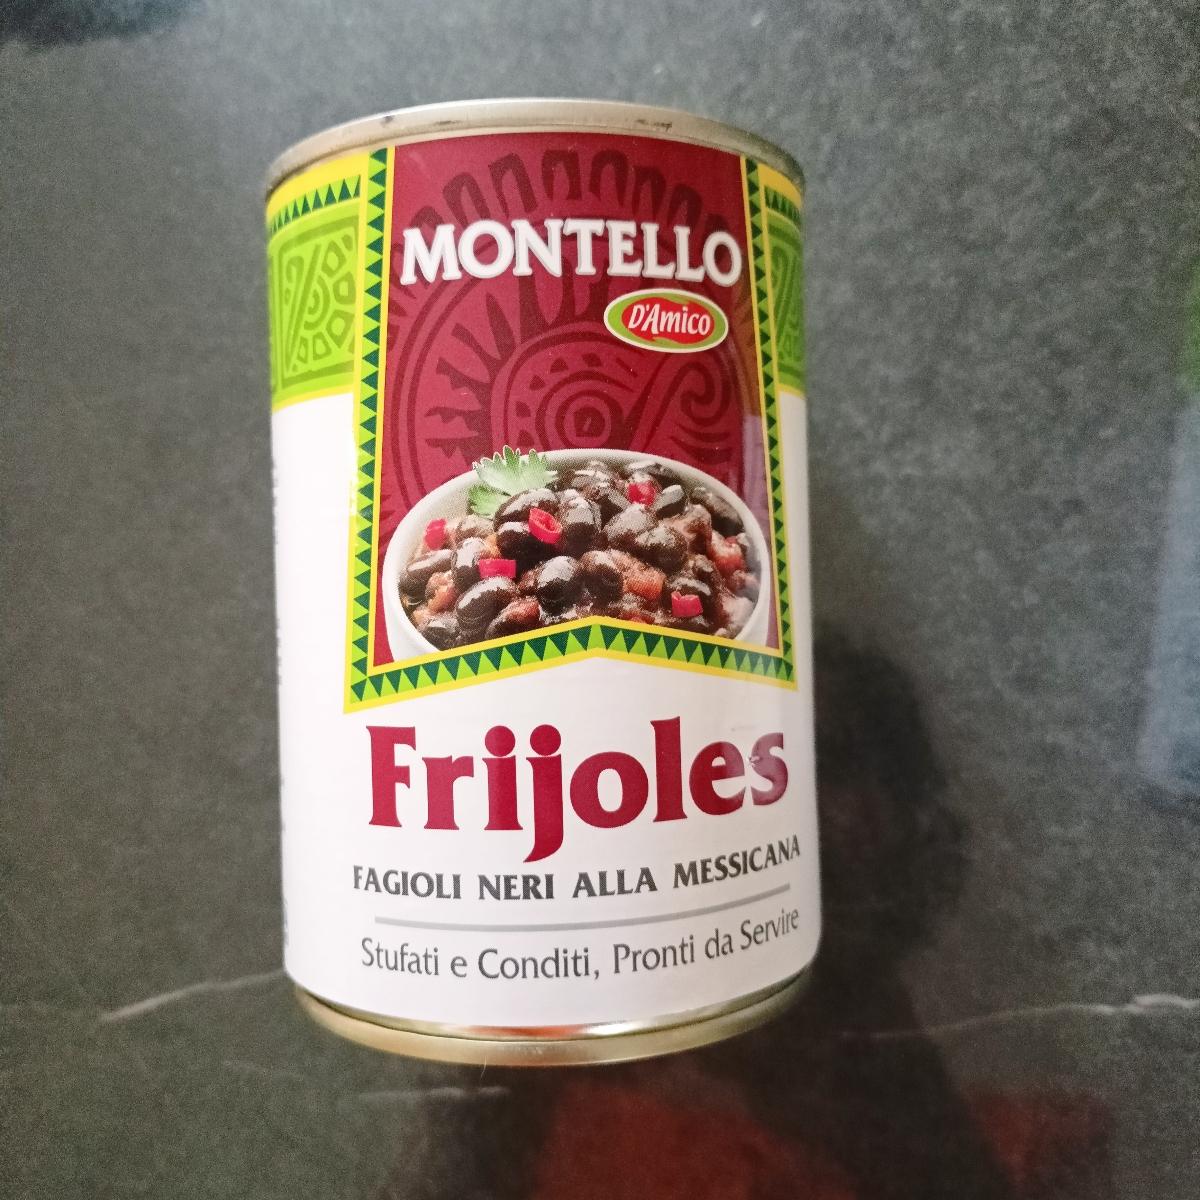 MONTELLO
D'Amico
Frijoles
FAGIOLI NERI ALLA MESSICANA
Stufati e Conditi, Pronti da Servire